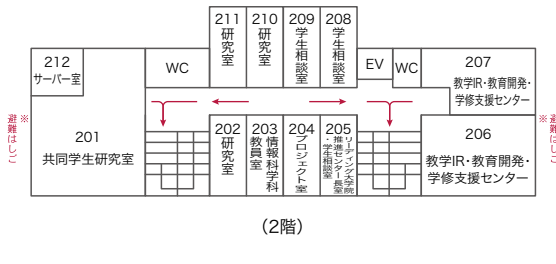 211
研究室
210
研究室
209
学生相談室
208
学生相談室
212
サーバー室
WC
EV
WC
207
教学IR・教育開発・
学修支援センター
※
避難はしご
201
共同学生研究室
202
研究室
203
情報科学科
教員室
204
プロジェクト室
205
リーディング大学院
推進センター長室
・学生相談室
206
教学IR・教育開発・
学修支援センター
※
避難はしご
(2階)